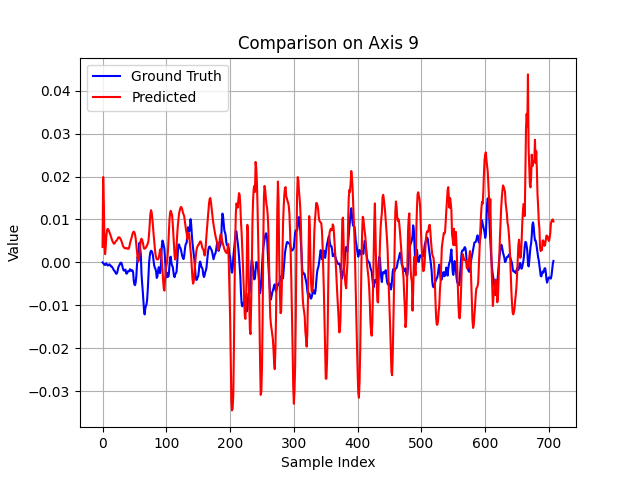 Comparison on Axis 9
Ground Truth
Predicted
Value
0.04
0.03
0.02
0.01
0.00
−0.01
−0.02
−0.03
0 100 200 300 400 500 600 700
Sample Index